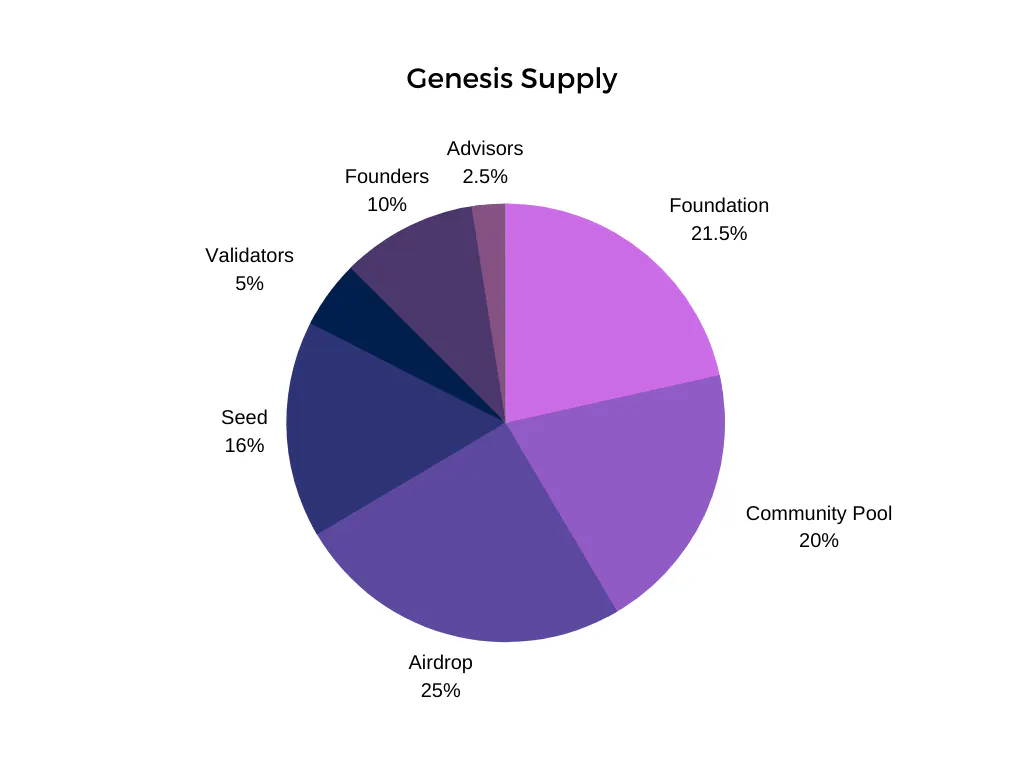 Genesis Supply
Advisors
2.5%
Founders
10%
Foundation
21.5%
Validators
5%
Seed
16%
Community Pool
20%
Airdrop
25%